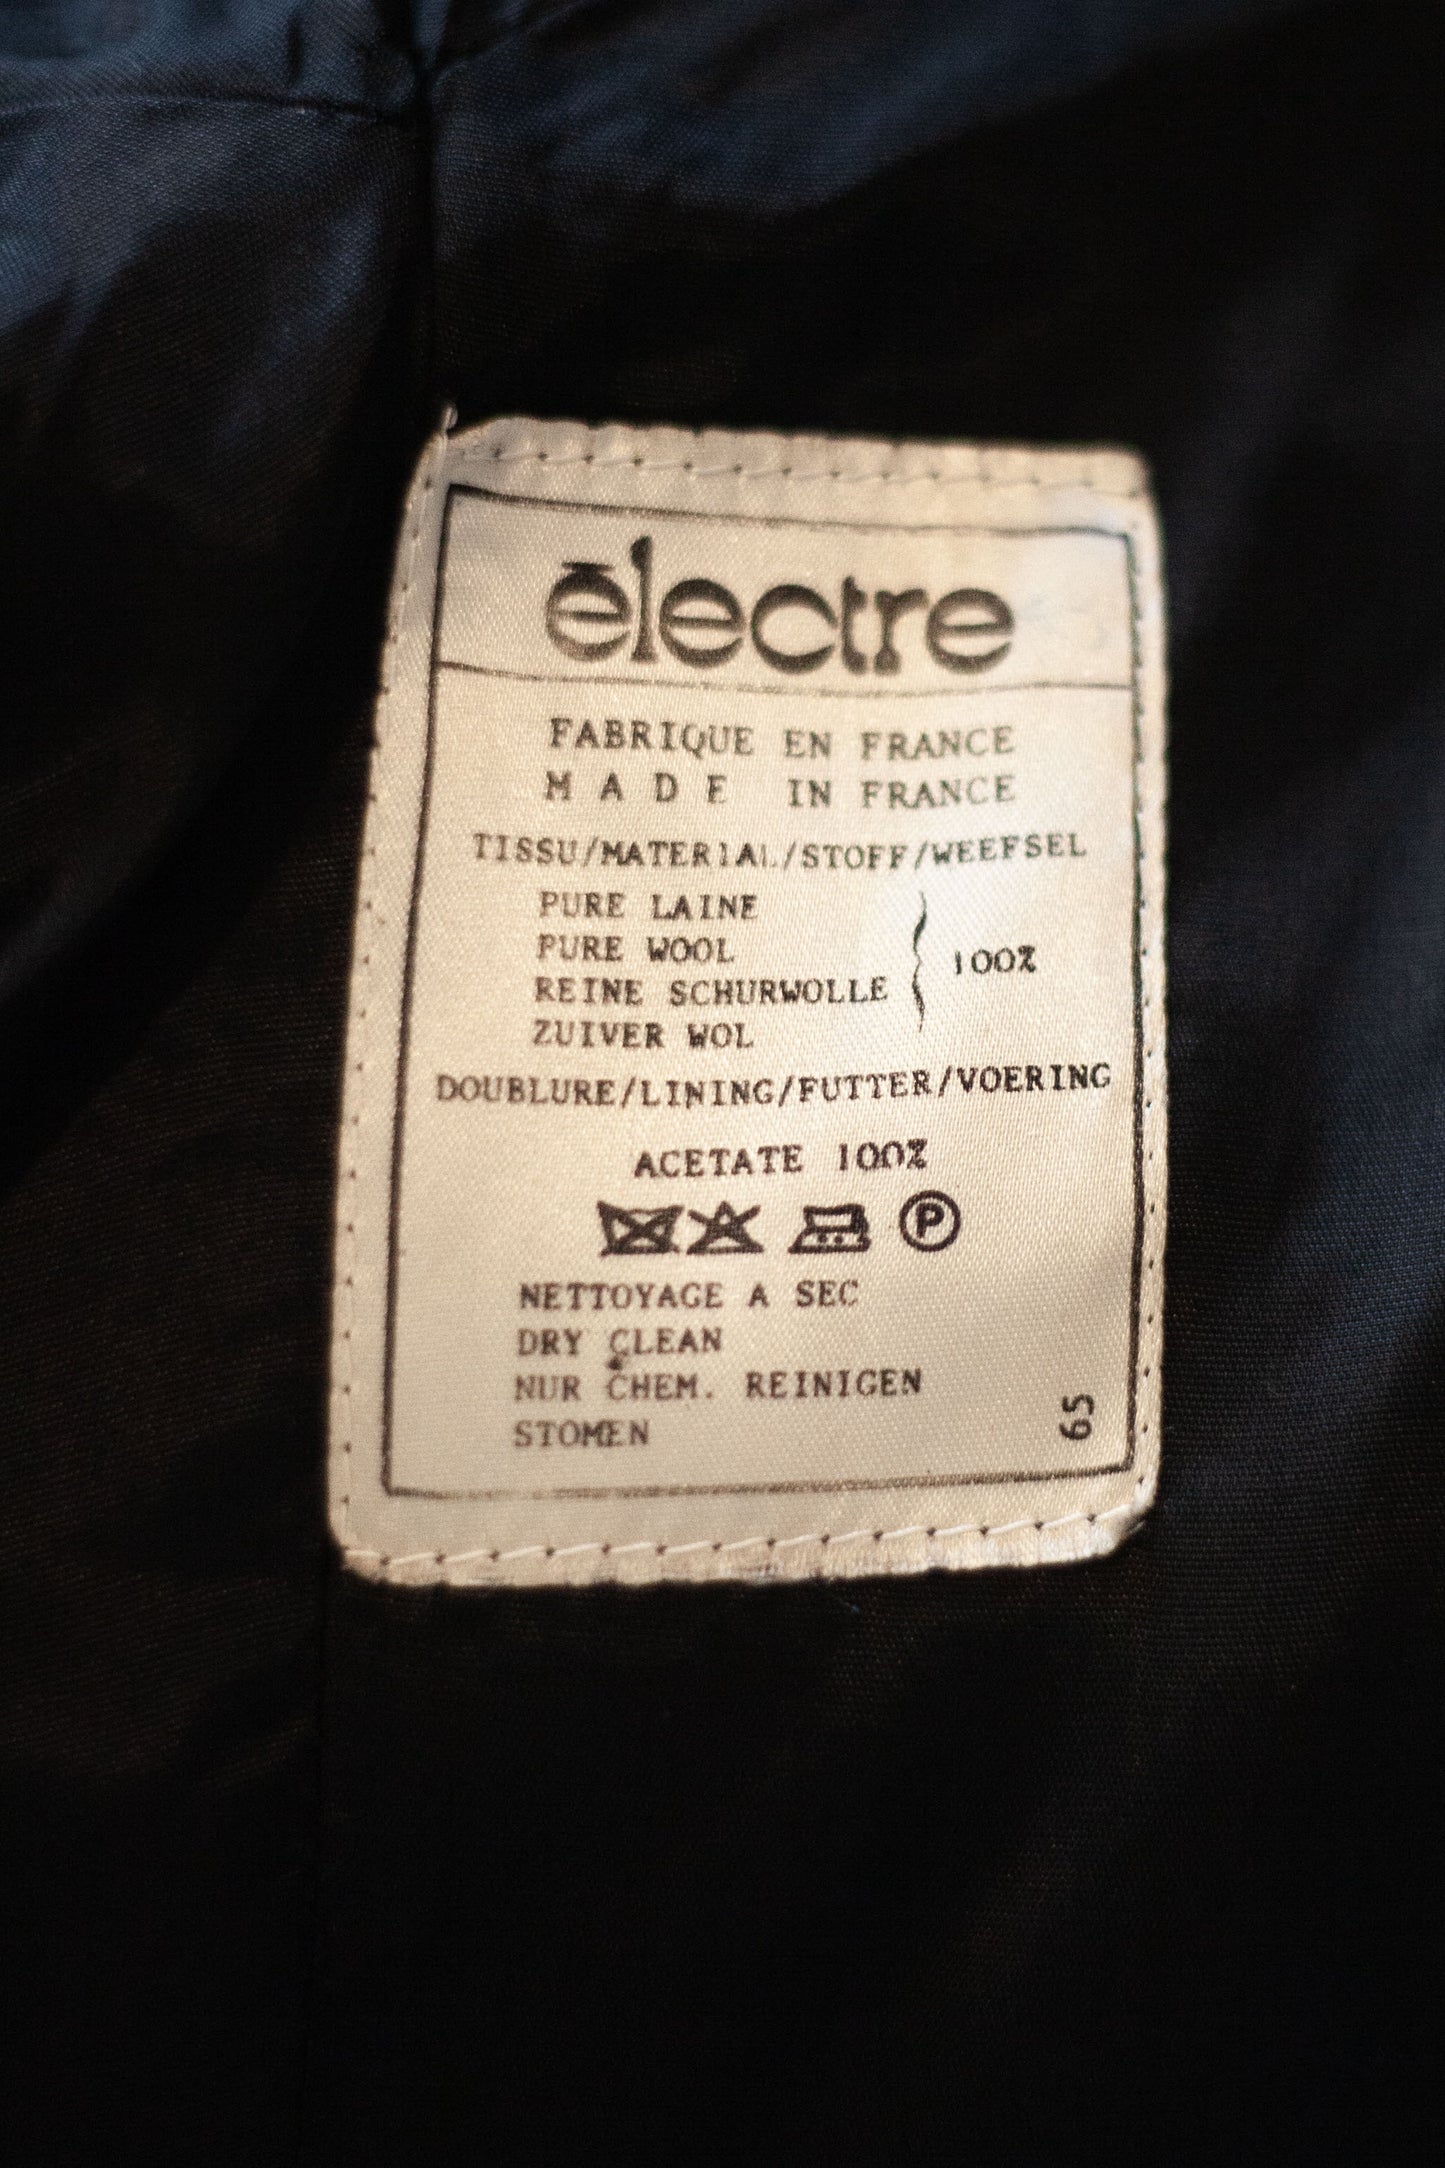 électre
FABRIQUE EN FRANCE
MADE IN FRANCE
TISSU/MATERIAL/STOFF/WEEFSEL
PURE LAINE
PURE WOOL
REINE SCHURWOLLE
ZUIVER WOL
100%
DOUBLURE/LINING/FUTTER/VOERING
ACETATE 100%
P
NETTOYAGE A SEC
DRY CLEAN
NUR CHEM. REINIGEN
STOMEN
65